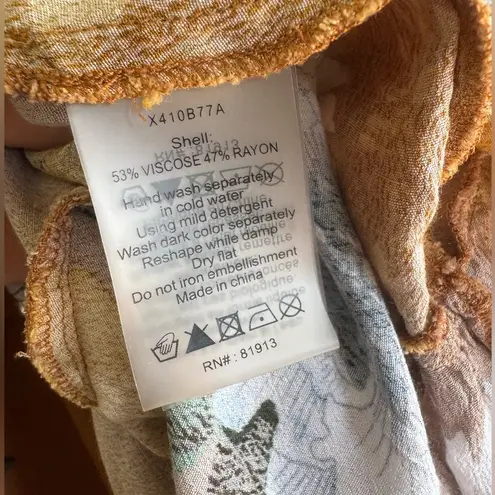 X410B77A
Shell:
53% VISCOSE 47% RAYON
Hand wash separately
in cold water
Using mild detergent
Wash dark color separately
Reshape while damp
Dry flat
Do not iron embellishment
Made in china
RN#: 81913